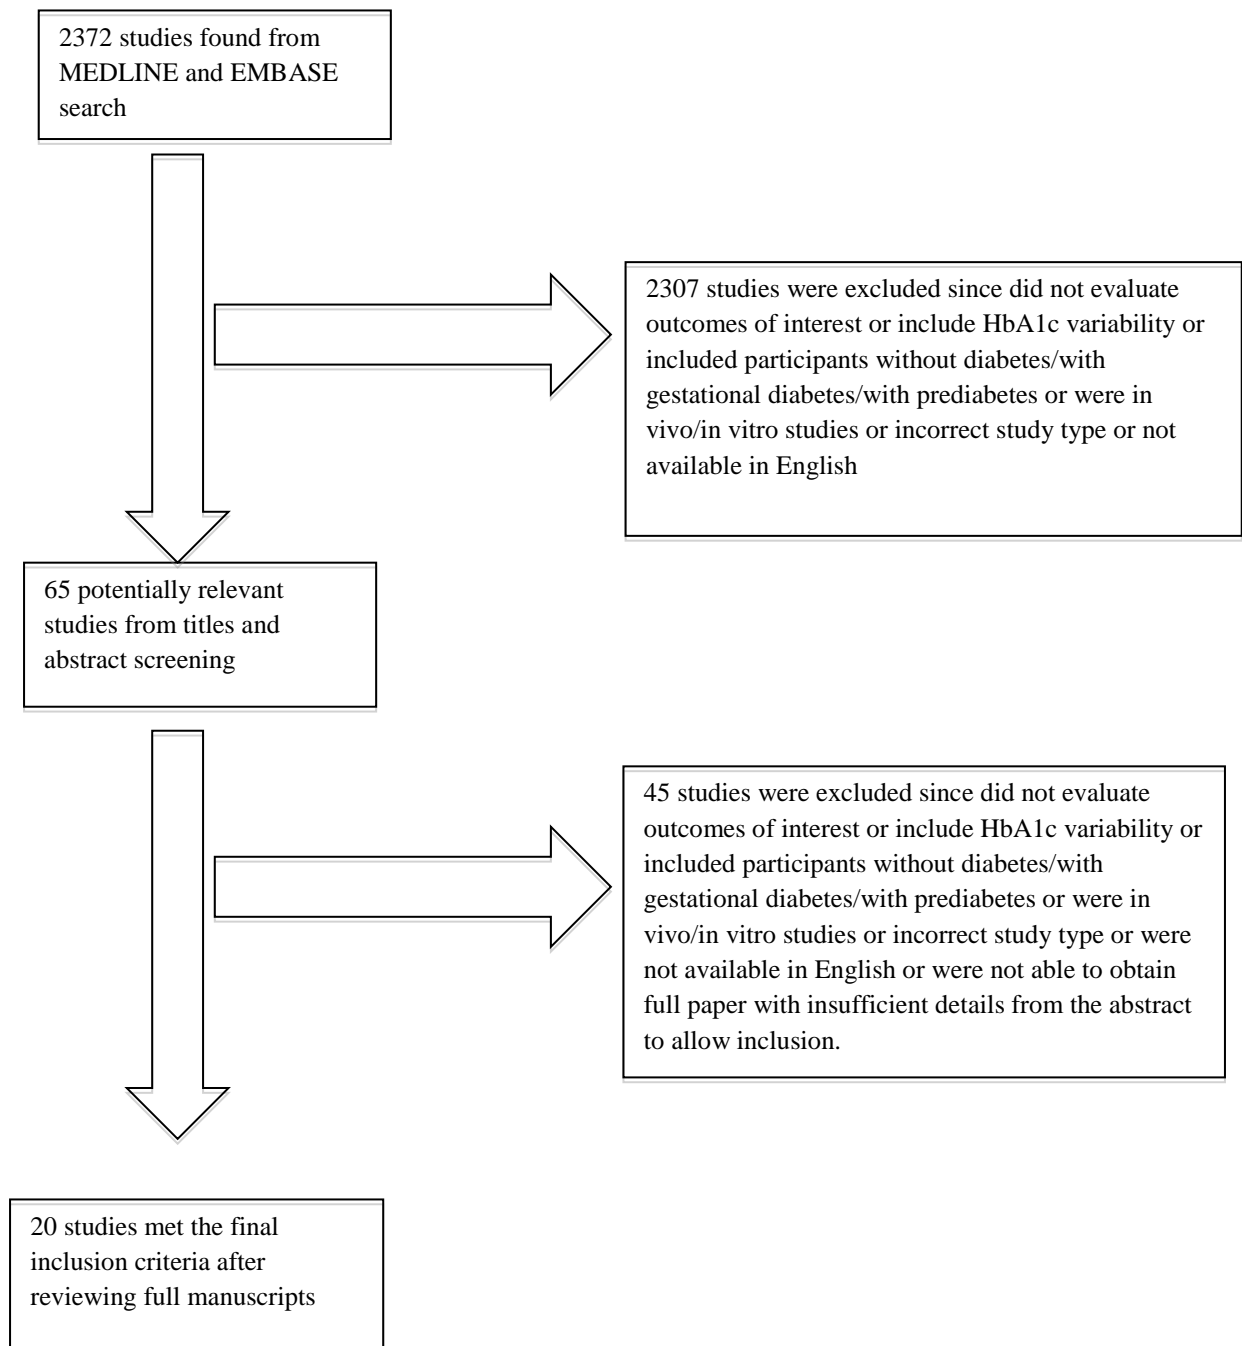 2372 studies found from
MEDLINE and EMBASE
search
2307 studies were excluded since did not evaluate
outcomes of interest or include HbA1c variability or
included participants without diabetes/with
gestational diabetes/with prediabetes or were in
vivo/in vitro studies or incorrect study type or not
available in English
65 potentially relevant
studies from titles and
abstract screening
45 studies were excluded since did not evaluate
outcomes of interest or include HbA1c variability or
included participants without diabetes/with
gestational diabetes/with prediabetes or were in
vivo/in vitro studies or incorrect study type or were
not available in English or were not able to obtain
full paper with insufficient details from the abstract
to allow inclusion.
20 studies met the final
inclusion criteria after
reviewing full manuscripts